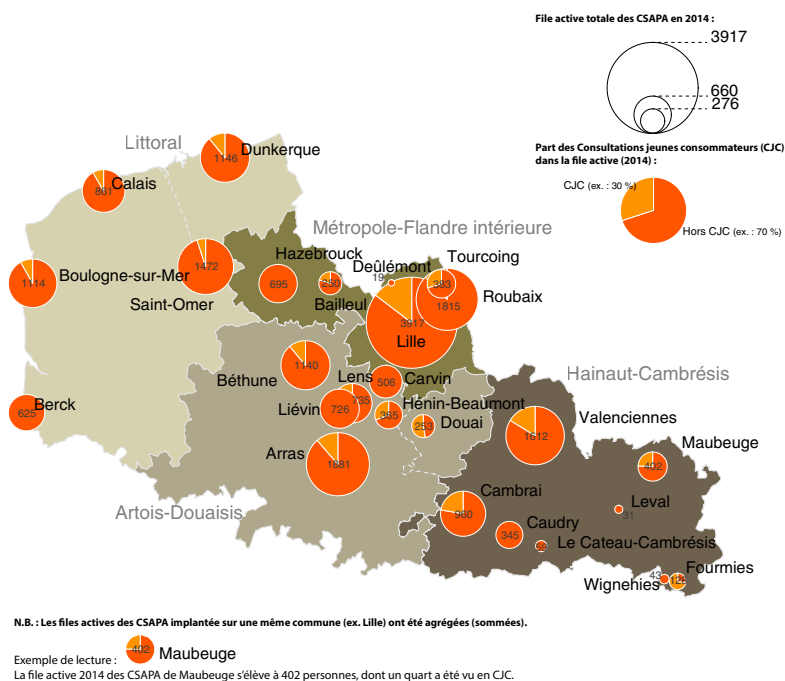 File active totale des CSAPA en 2014 :
3917
660
276
Part des Consultations jeunes consommateurs (CJC)
dans la file active (2014) :
CJC (ex. : 30 %)
Hors CJC (ex. : 70 %)
Littoral
Dunkerque
1146
Calais
861
Métropole-Flandre intérieure
Hazebrouck
Tourcoing
Deûlémont
19
Boulogne-sur-Mer
1114
1472
Saint-Omer
695
250
Bailleul
383
Roubaix
1815
3917
Lille
Béthune
1140
Lens
506
Carvin
Hainaut-Cambrésis
Berck
625
Liévin
726
735
Hénin-Beaumont
365
Douai
253
Valenciennes
1612
Maubeuge
402
Arras
1881
Cambrai
960
Leval
31
Artois-Douaisis
Caudry
345
Le Cateau-Cambrésis
59
Fournies
43
Wignehies
N.B. : Les files actives des CSAPA implantée sur une même commune (ex. Lille) ont été agrégées (sommées).
Exemple de lecture :
402
Maubeuge
La file active 2014 des CSAPA de Maubeuge s'élève à 402 personnes, dont un quart a été vu en CJC.